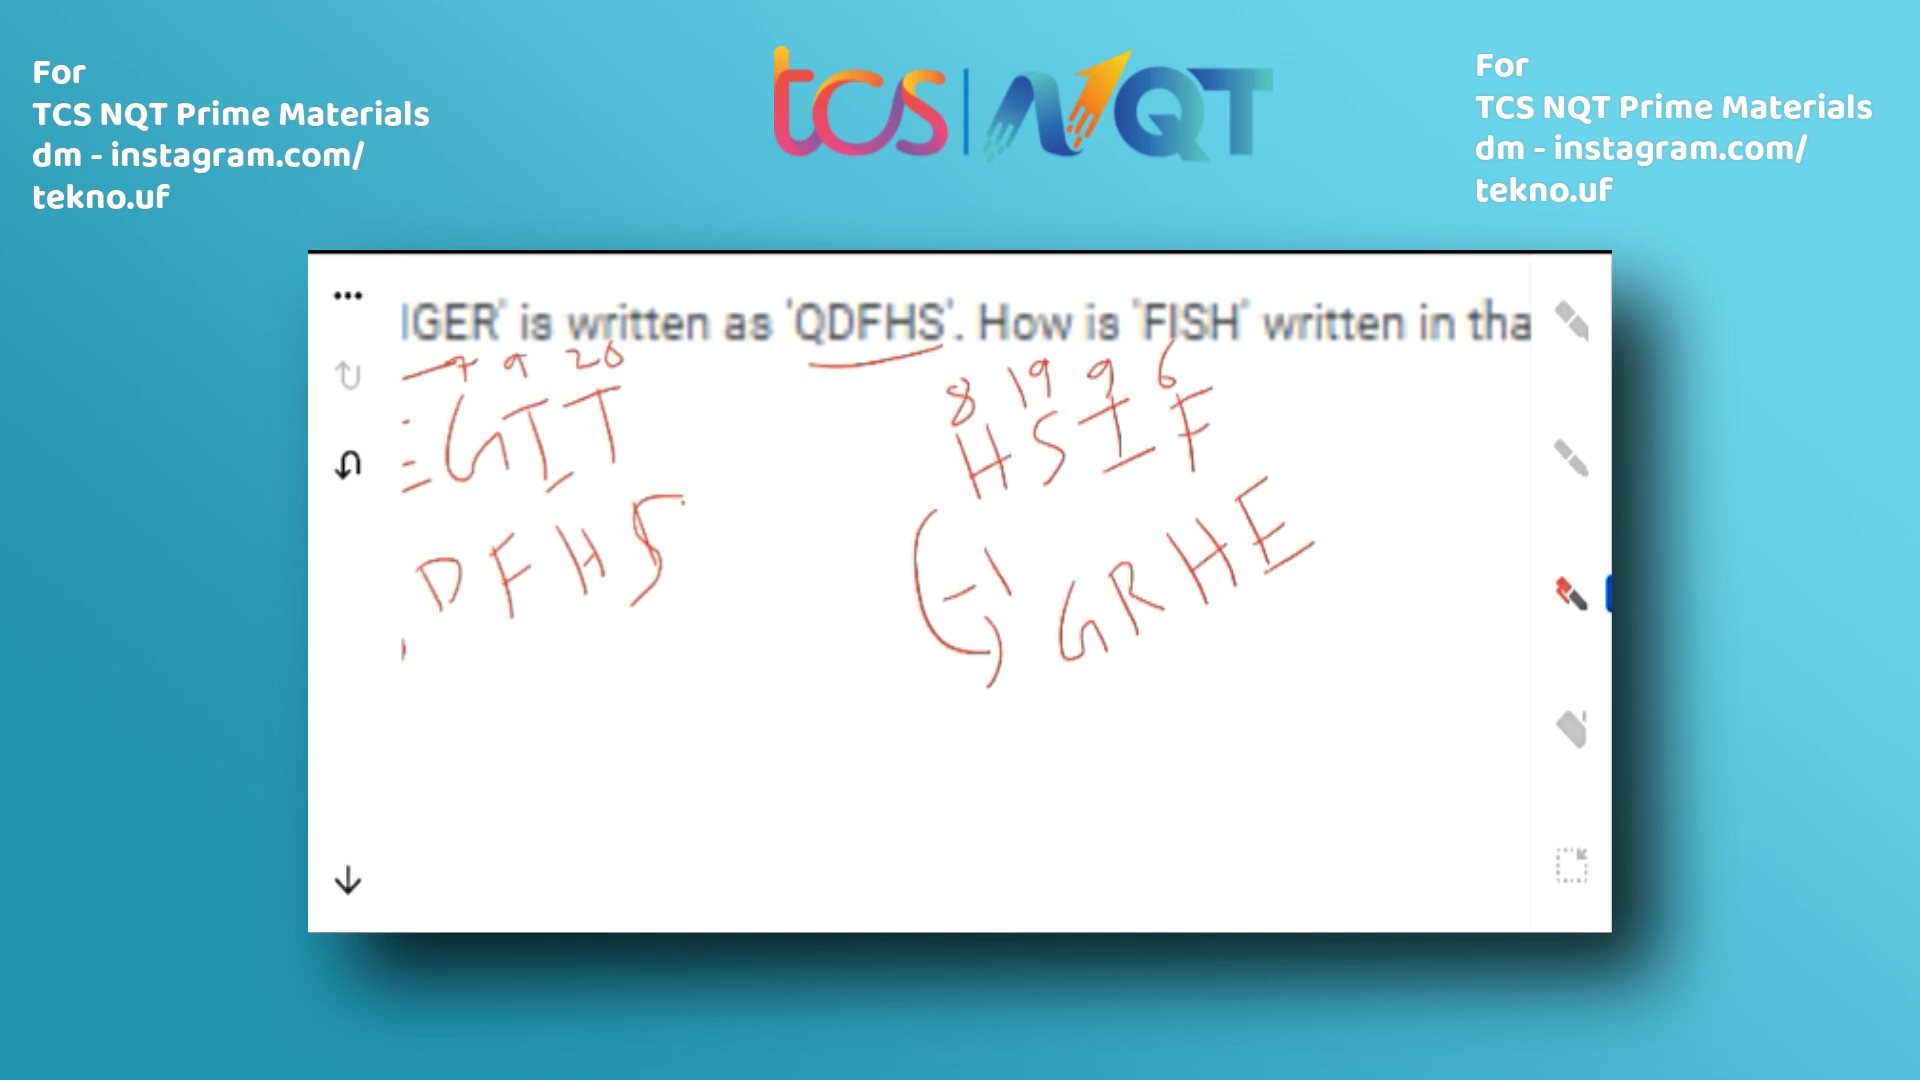 For
TCS NQT Prime Materials
dm - instagram.com/
tekno.uf
tcs | NQT
For
TCS NQT Prime Materials
dm - instagram.com/
tekno.uf
IGER' is written as 'QDFHS'. How is 'FISH' written in tha
7 9 20
GIT
DFHS
8 19 9 6
HSIF
-1
GRHE